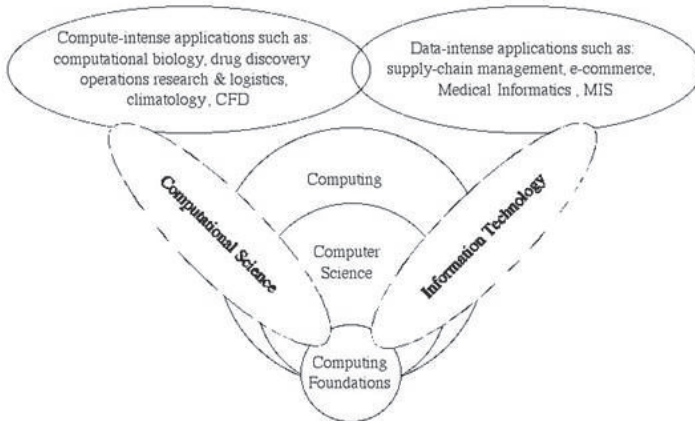 Compute-intense applications such as:
computational biology, drug discovery
operations research & logistics,
climatology, CFD
Data-intense applications such as:
supply-chain management, e-commerce,
Medical Informatics , MIS
Computing
Computational Science
Information Technology
Computer
Science
Computing
Foundations